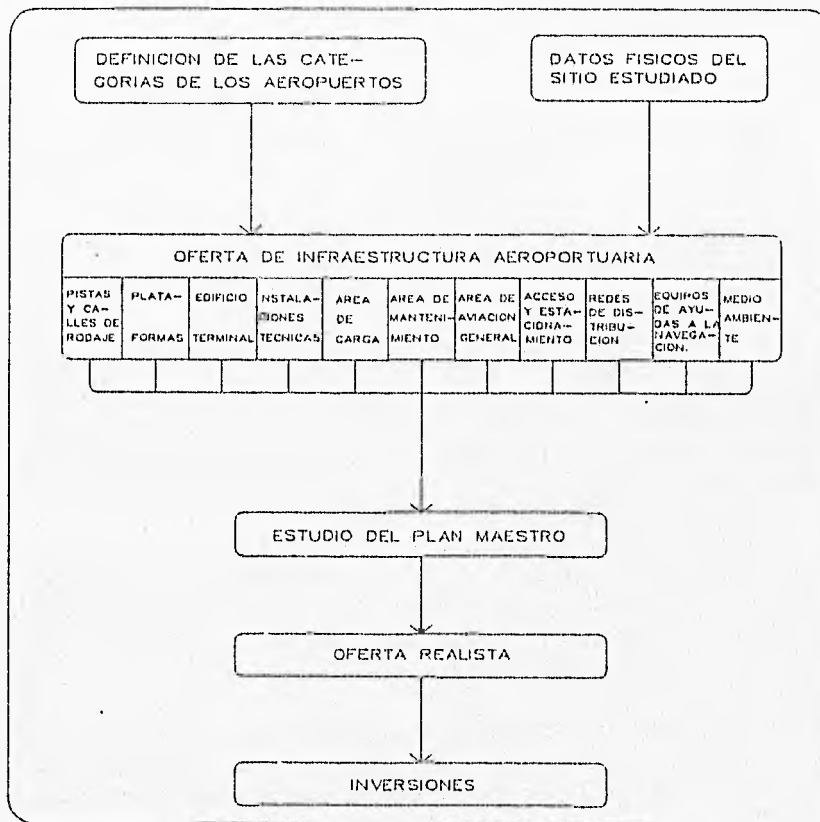 DEFINICION DE LAS CATE-
GORIAS DE LOS AEROPUERTOS
DATOS FISICOS DEL
SITIO ESTUDIADO
OFERTA DE INFRAESTRUCTURA AEROPORTUARIA
PISTAS
Y CA-
LLES DE
RODAJE
PLATA-
FORMAS
EDIFICIO
TERMINAL
NSTALA-
IONES
TECNICAS
AREA
DE
CARGA
AREA DE
MANTENI-
MIENTO
AREA DE
AVIACION
GENERAL
ACCESO
Y ESTA-
CIONA-
MIENTO
REDES
DE DIS-
TRIBU-
CION
EQUIPOS
DE AYU-
DAS A LA
NAVEGA-
CION.
MEDIO
AMBIEN-
TE
ESTUDIO DEL PLAN MAESTRO
OFERTA REALISTA
INVERSIONES